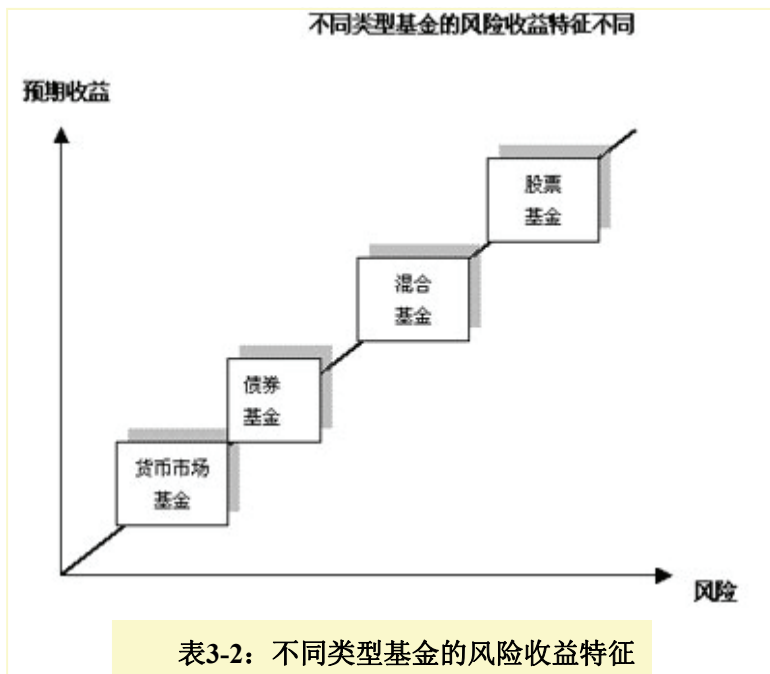 不同类型基金的风险收益特征不同
预期收益
股票
基金
混合
基金
债券
基金
货币市场
基金
风险
表3-2：不同类型基金的风险收益特征